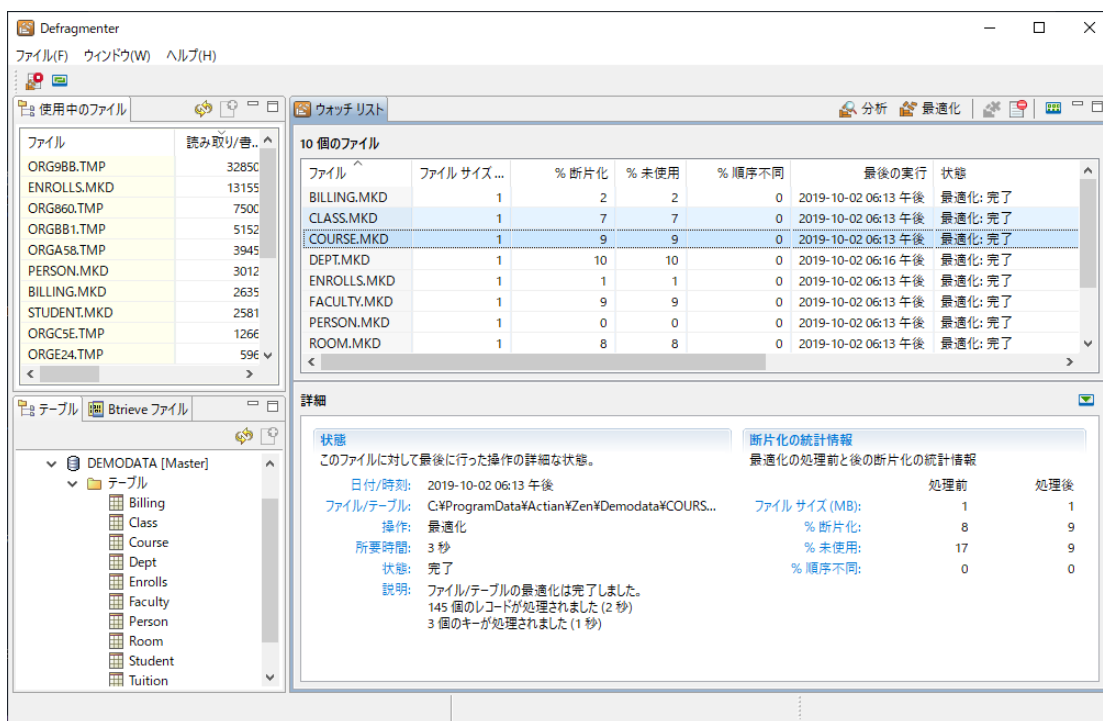 Defragmenter
ファイル(F) ウィンドウ(W) ヘルプ(H)
使用中のファイル
ファイル 読み取り/書..
ORG9BB.TMP 32850
ENROLLS.MKD 13155
ORG860.TMP 7500
ORGBB1.TMP 5152
ORGA58.TMP 3945
PERSON.MKD 3012
BILLING.MKD 2635
STUDENT.MKD 2581
ORGC5E.TMP 1266
ORGE24.TMP 596
テーブル Btrieve ファイル
DEMODATA [Master]
テーブル
Billing
Class
Course
Dept
Enrolls
Faculty
Person
Room
Student
Tuition
ウォッチ リスト 分析 最適化
10 個のファイル
ファイル ファイル サイズ ... % 断片化 % 未使用 % 順序不同 最後の実行 状態
BILLING.MKD 1 2 2 0 2019-10-02 06:13 午後 最適化: 完了
CLASS.MKD 1 7 7 0 2019-10-02 06:13 午後 最適化: 完了
COURSE.MKD 1 9 9 0 2019-10-02 06:13 午後 最適化: 完了
DEPT.MKD 1 10 10 0 2019-10-02 06:16 午後 最適化: 完了
ENROLLS.MKD 1 1 1 0 2019-10-02 06:13 午後 最適化: 完了
FACULTY.MKD 1 9 9 0 2019-10-02 06:13 午後 最適化: 完了
PERSON.MKD 1 0 0 0 2019-10-02 06:13 午後 最適化: 完了
ROOM.MKD 1 8 8 0 2019-10-02 06:13 午後 最適化: 完了
詳細
状態
このファイルに対して最後に行った操作の詳細な状態。
日付/時刻: 2019-10-02 06:13 午後
ファイル/テーブル: C:¥ProgramData¥Actian¥Zen¥Demodata¥COURS...
操作: 最適化
所要時間: 3 秒
状態: 完了
説明: ファイル/テーブルの最適化は完了しました。
145 個のレコードが処理されました (2 秒)
3 個のキーが処理されました (1 秒)
断片化の統計情報
最適化の処理前と後の断片化の統計情報
処理前 処理後
ファイル サイズ (MB): 1 1
% 断片化: 8 9
% 未使用: 17 9
% 順序不同: 0 0